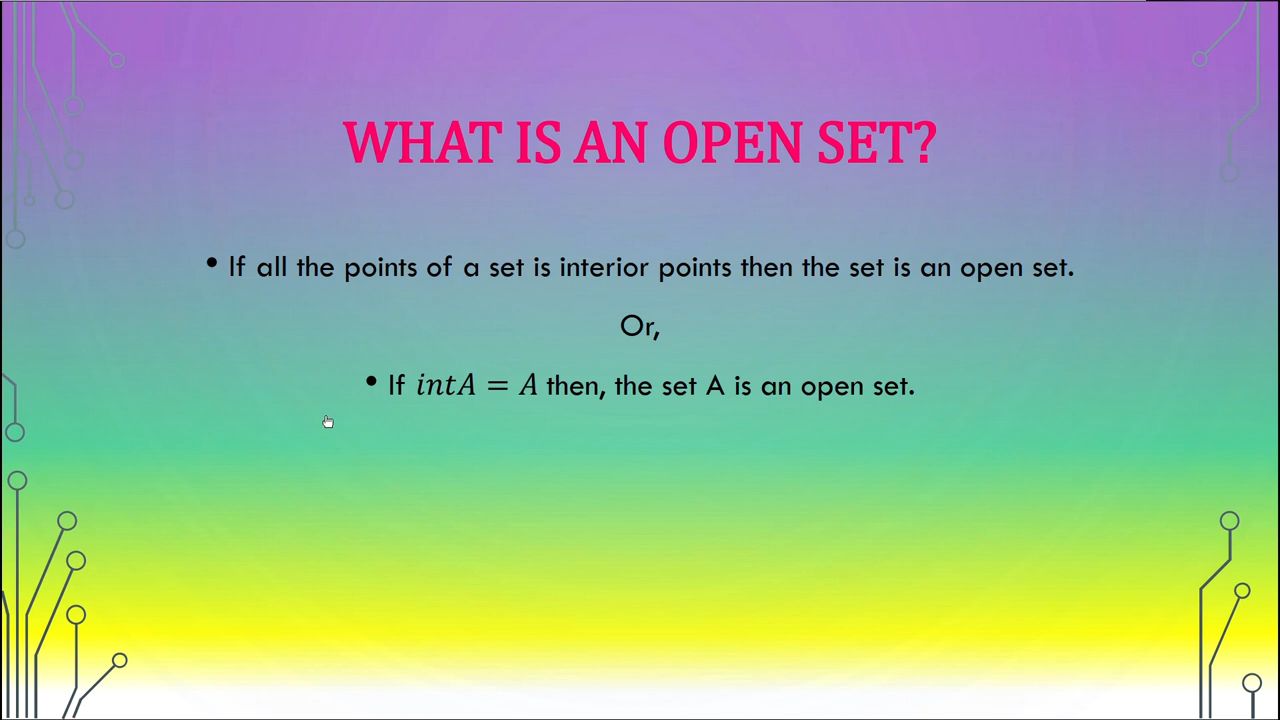 WHAT IS AN OPEN SET?
• If all the points of a set is interior points then the set is an open set.
Or,
• If intA = A then, the set A is an open set.